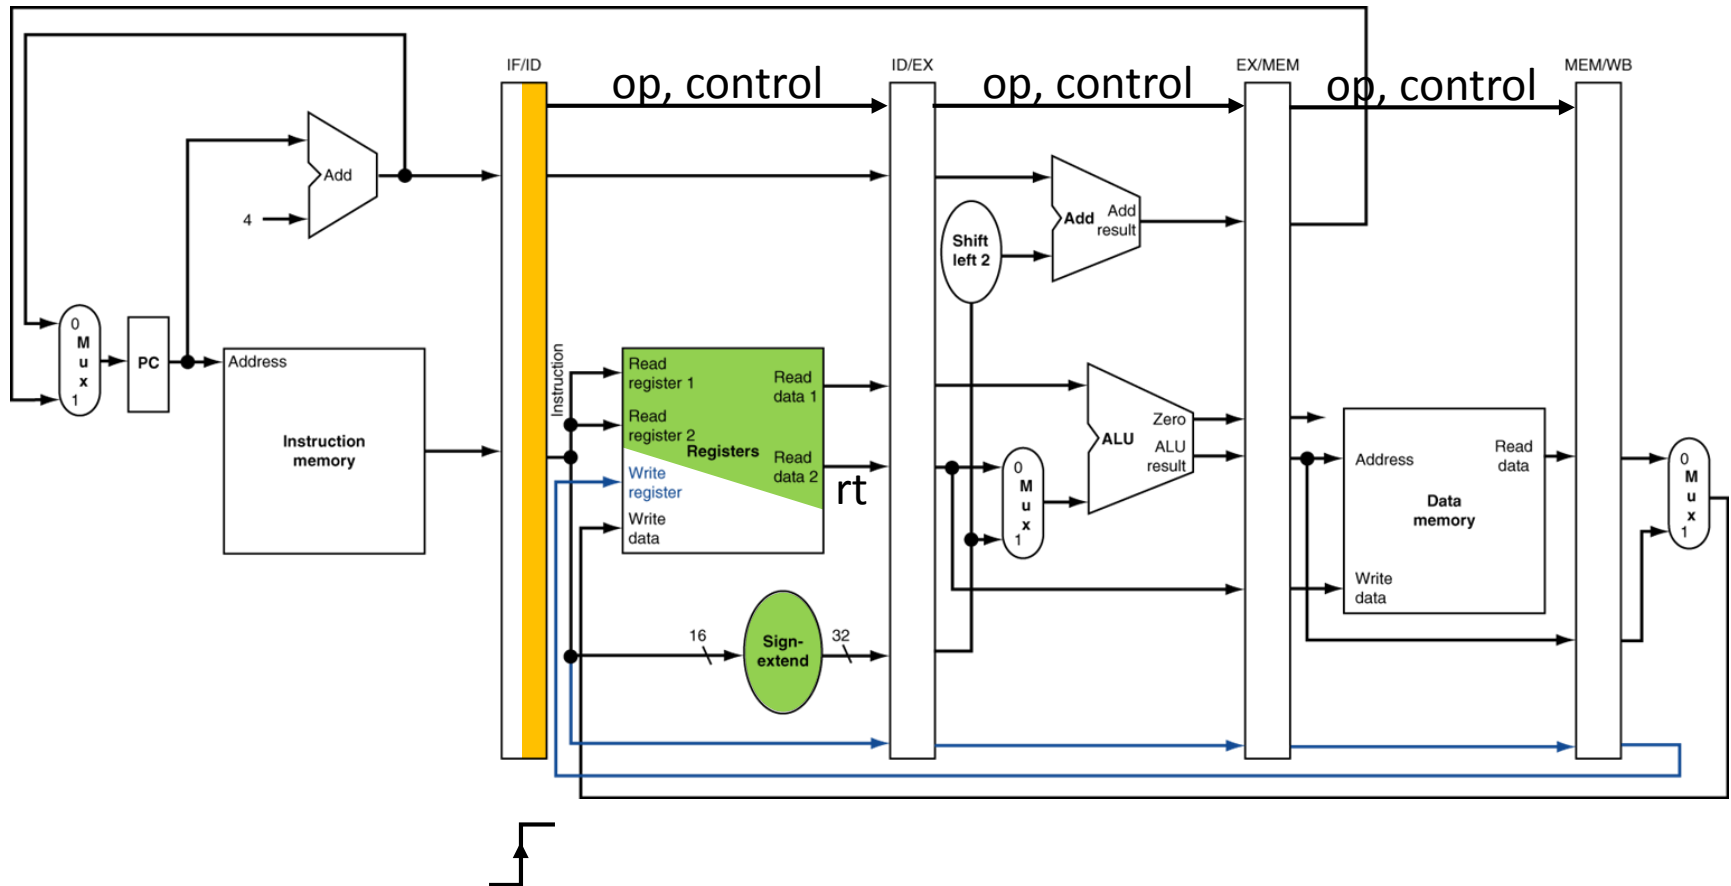 IF/ID
ID/EX
EX/MEM
MEM/WB
op, control
op, control
op, control
Add
4
Add
Add
result
Shift
left 2
0
M
u
x
1
PC
Address
Instruction
memory
Instruction
Read
register 1
Read
register 2
Registers
Write
register
Write
data
Read
data 1
Read
data 2
rt
16
Sign-
extend
32
0
M
u
x
1
Zero
ALU
ALU
result
Address
Read
data
Data
memory
Write
data
0
M
u
x
1